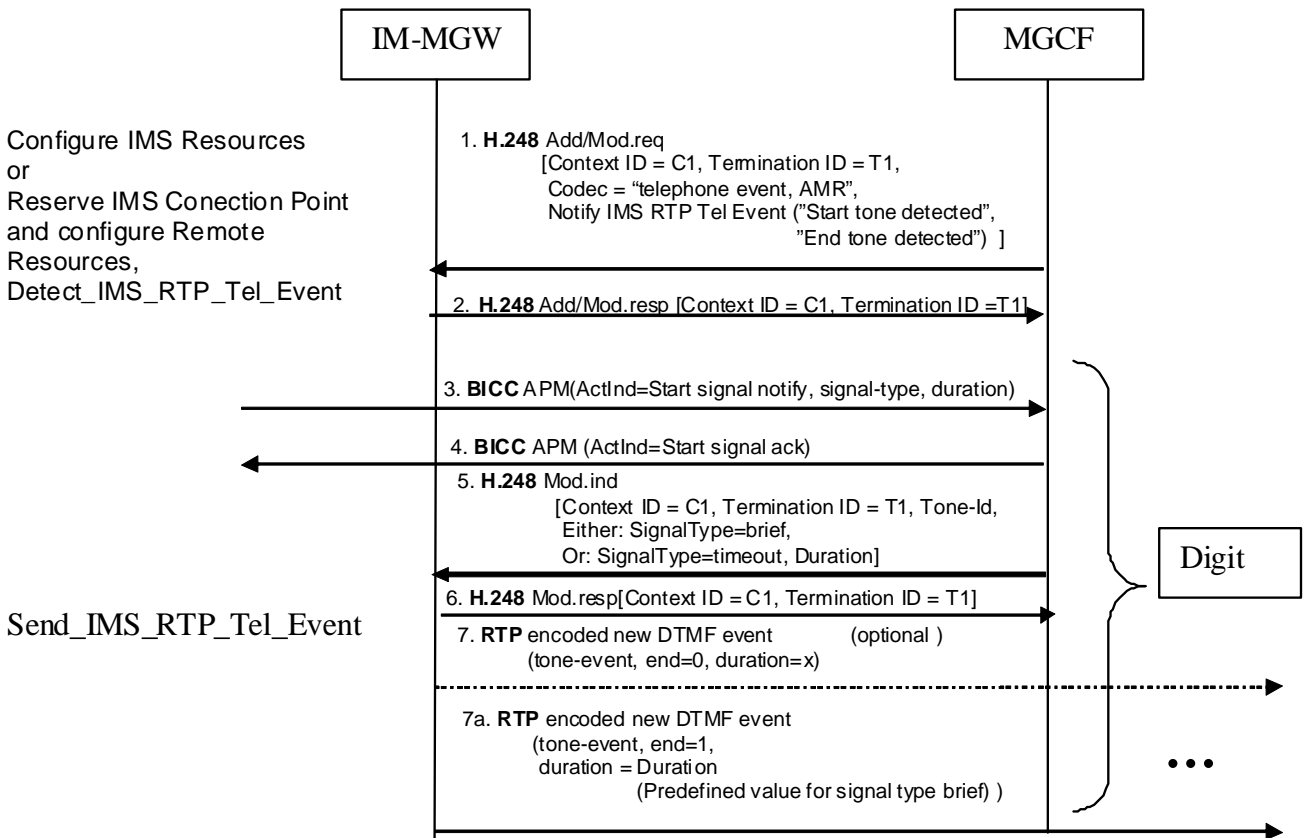 IM-MGW
MGCF
Configure IMS Resources
or
Reserve IMS Conection Point
and configure Remote
Resources,
Detect_IMS_RTP_Tel_Event
1. H.248 Add/Mod.req
[Context ID = C1, Termination ID = T1,
Codec = “telephone event, AMR”,
Notify IMS RTP Tel Event (”Start tone detected”,
”End tone detected”) ]
2. H.248 Add/Mod.resp [Context ID = C1, Termination ID =T1]
3. BICC APM(ActInd=Start signal notify, signal-type, duration)
4. BICC APM (ActInd=Start signal ack)
5. H.248 Mod.ind
[Context ID = C1, Termination ID = T1, Tone-Id,
Either: SignalType=brief,
Or: SignalType=timeout, Duration]
Digit
6. H.248 Mod.resp[Context ID = C1, Termination ID = T1]
Send_IMS_RTP_Tel_Event
7. RTP encoded new DTMF event (optional )
(tone-event, end=0, duration=x)
7a. RTP encoded new DTMF event
(tone-event, end=1,
duration = Duration
(Predefined value for signal type brief) )
...